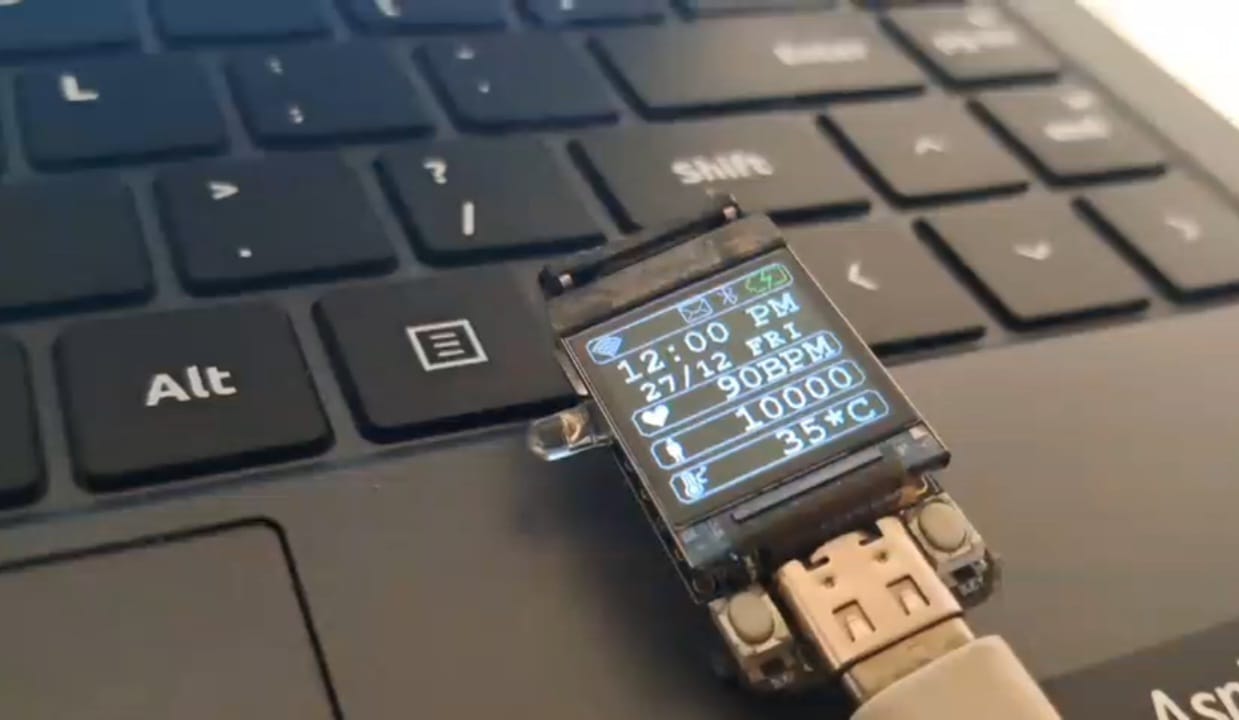 Enter
L
:
;
"
'
Shift
>
.
?
/
Alt
12:00 PM
27/12 FRI
90BPM
10000
35*C